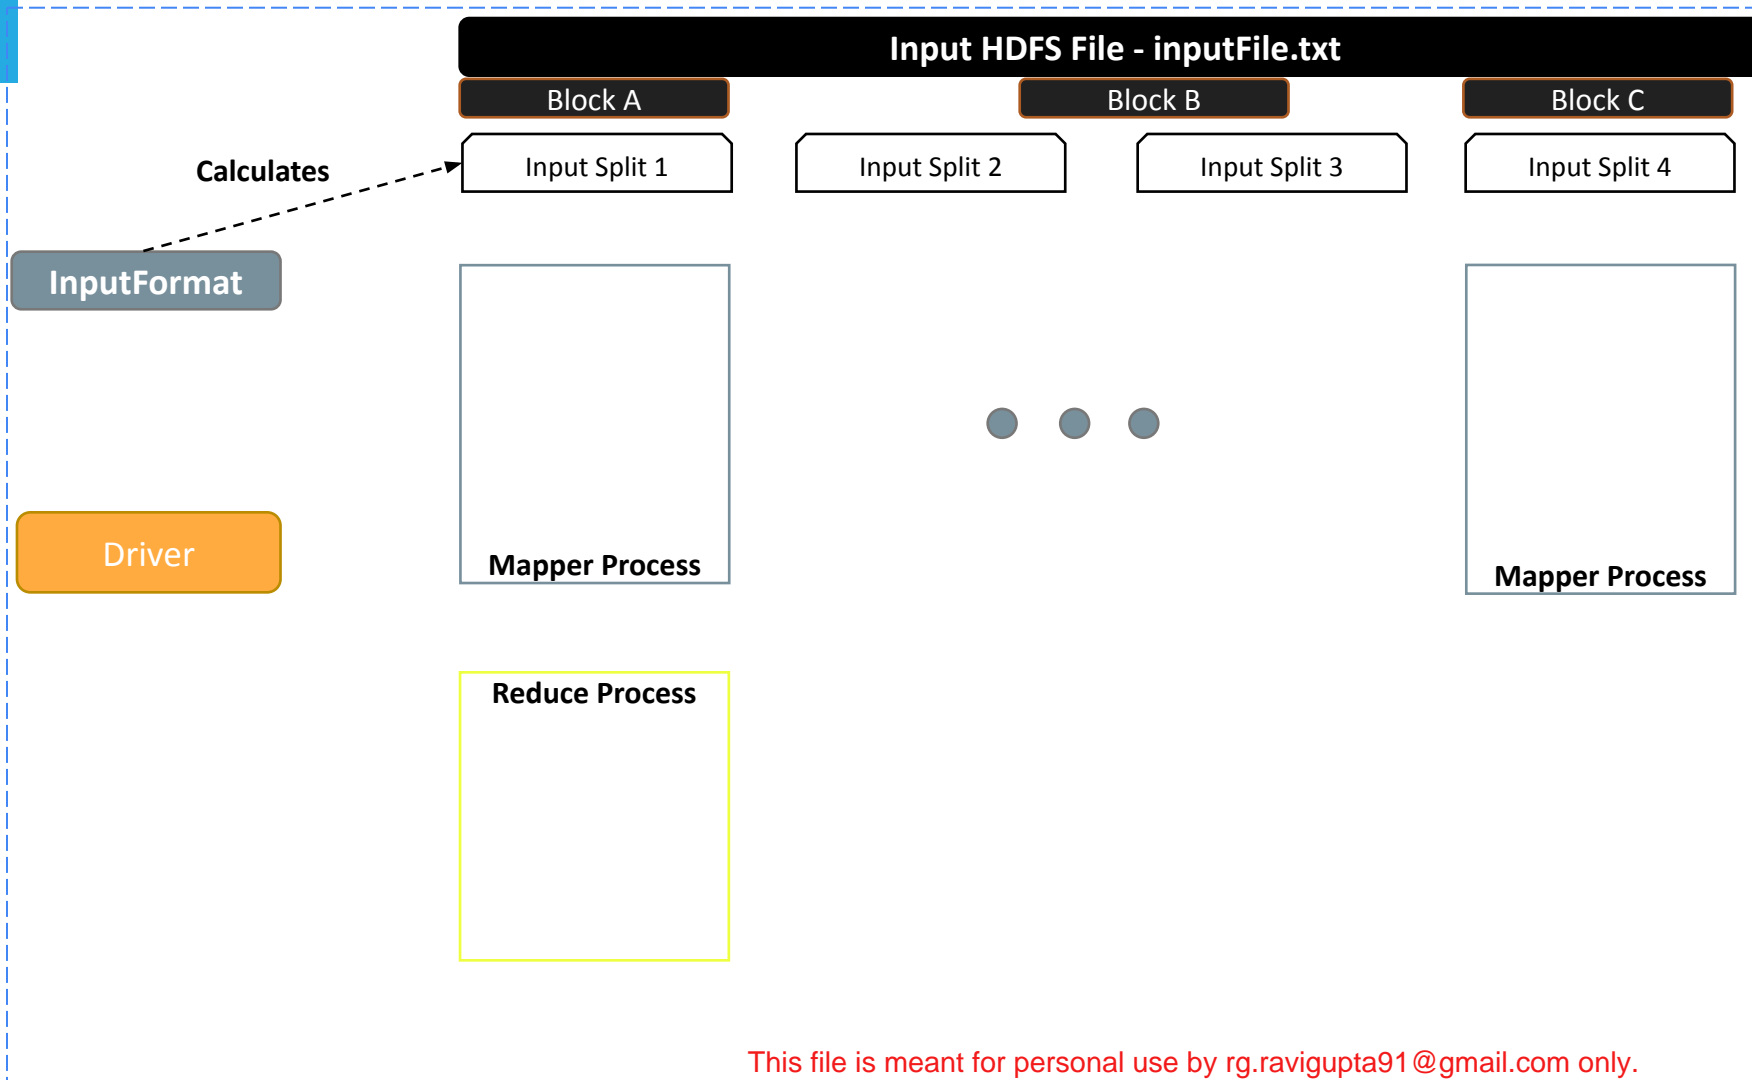 Input HDFS File - inputFile.txt
Block A
Block B
Block C
Input Split 1
Input Split 2
Input Split 3
Input Split 4
Calculates
InputFormat
Driver
Mapper Process
Mapper Process
Reduce Process
This file is meant for personal use by rg.ravigupta91@gmail.com only.